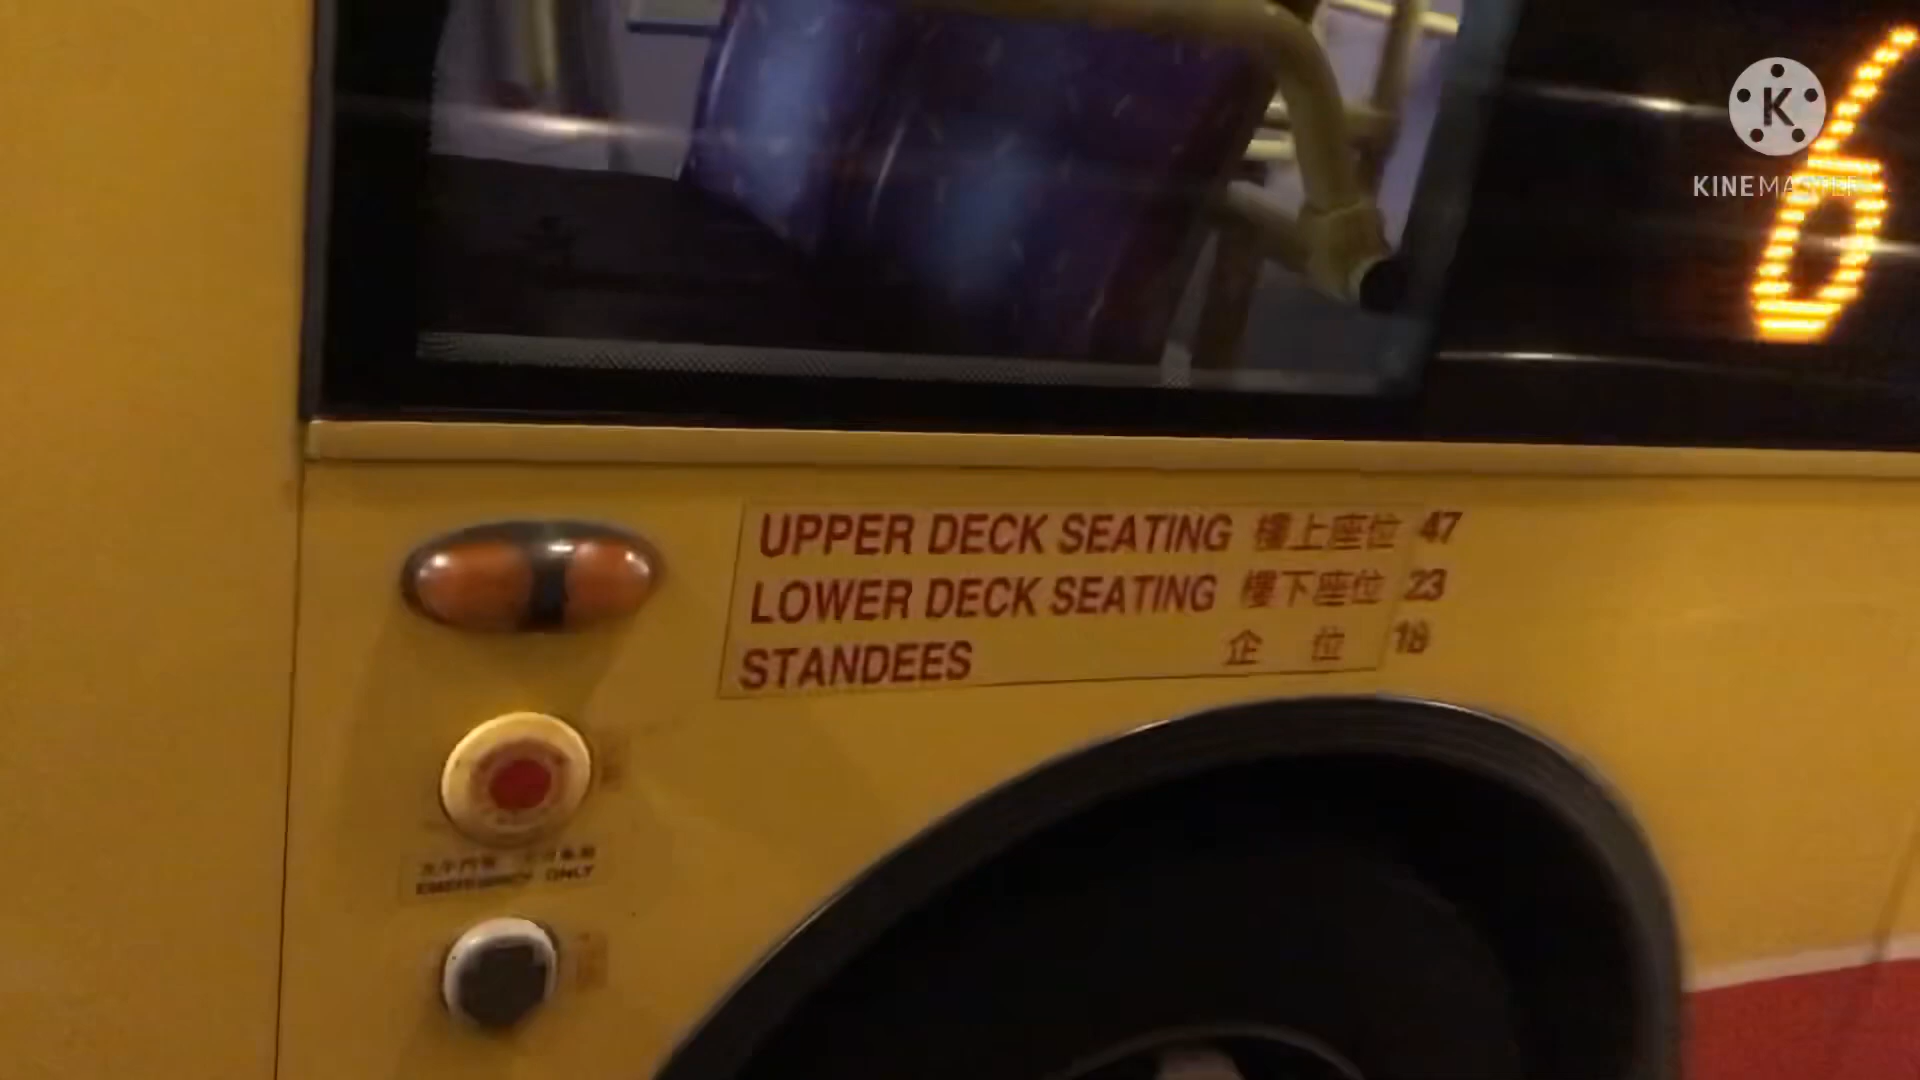 K
KINEMASTER
6
UPPER DECK SEATING 樓上座位 47
LOWER DECK SEATING 樓下座位 23
STANDEES 企 位 18
EMERGENCY ONLY